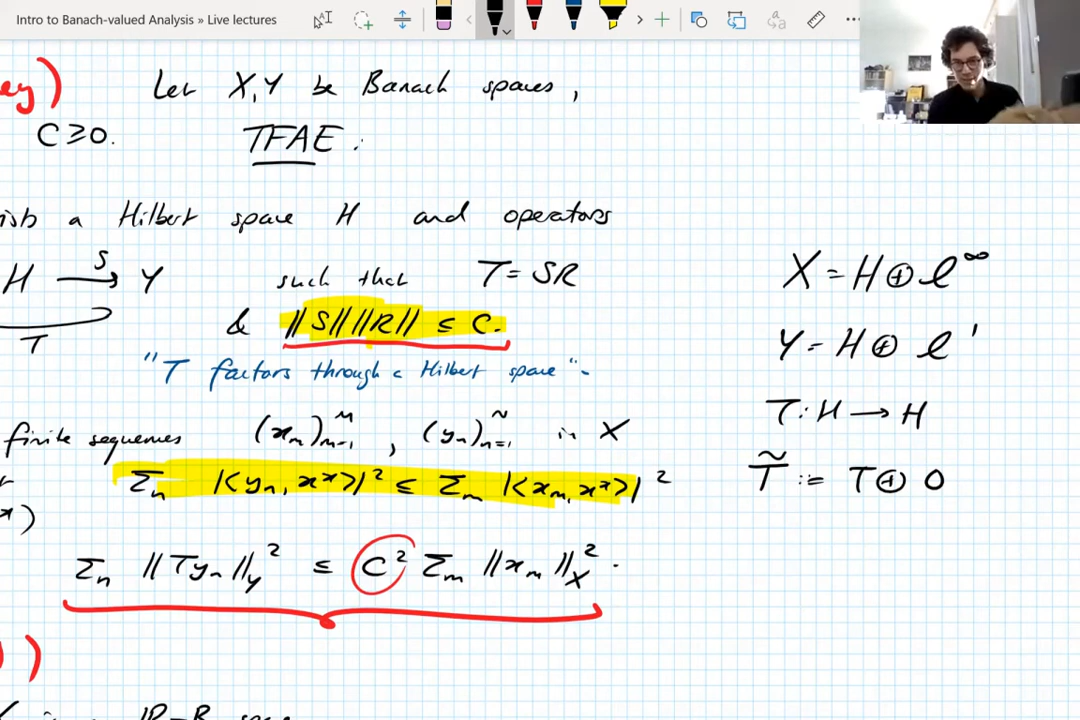 Intro to Banach-valued Analysis » Live lectures
ey) Let X, Y be Banach spaces,
C ≥ 0. TFAE:
a Hilbert space H and operators
H →^S Y such that T = SR
T
& ||S|| ||R|| ≤ C.
"T factors through a Hilbert space".
finite sequences (x_m)_{m=1}^M, (y_n)_{n=1}^N in X
Σ_n |<y_n, x*>|² ≤ Σ_m |<x_m, x*>|²
x)
Σ_n ||Ty_n||_Y² ≤ C² Σ_m ||x_m||_X².
)
X = H ⊕ ℓ^∞
Y = H ⊕ ℓ^1
T: H → H
T̃ := T ⊕ 0